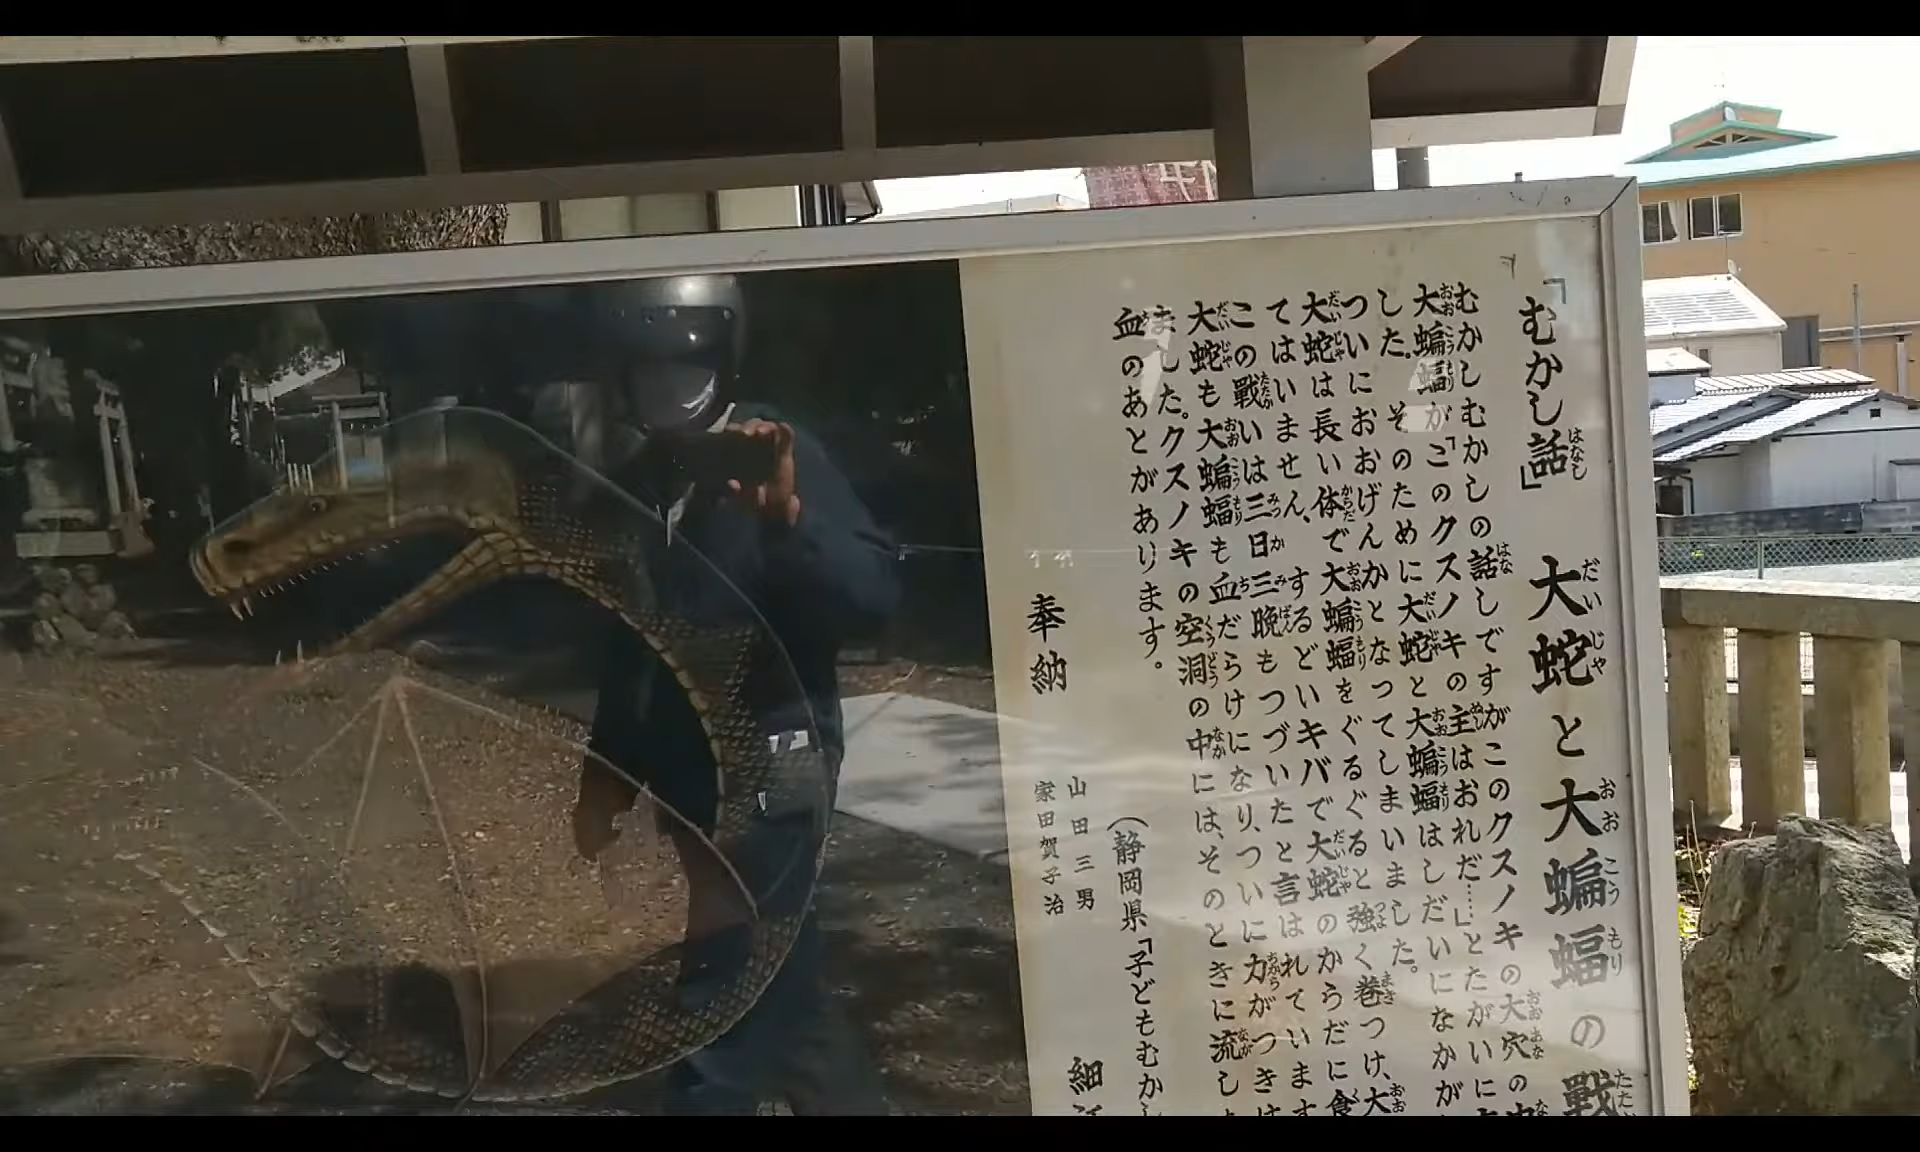 「むかし話」 大蛇と大蝙蝠の戦
むかしむかしの話しですがこのクスノキの大穴の
大蝙蝠が「このクスノキの主はおれだ……」とたがいに
した。そのために大蛇と大蝙蝠はしだいになかが
ついにおおげんかとなってしまいました。
大蛇は長い体で大蝙蝠をぐるぐると強く巻つけ、大
てはいません、するどいキバで大蛇のからだに食
この戦いは三日三晩もつづいたと言はれています
大蛇も大蝙蝠も血だらけになり、ついに力がつきは
ました。クスノキの空洞の中には、そのときに流し
血のあとがあります。
(静岡県「子どもむかし
奉納 山田三男
家田賀子治
細